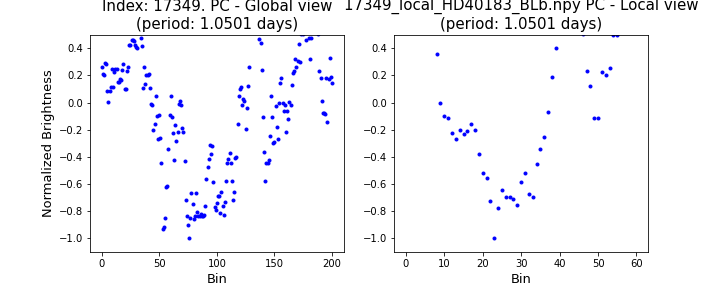 Index: 17349. PC - Global view
(period: 1.0501 days)
17349_local_HD40183_BLb.npy PC - Local view
(period: 1.0501 days)
Normalized Brightness
0.4
0.2
0.0
−0.2
−0.4
−0.6
−0.8
−1.0
0 50 100 150 200
Bin
0.4
0.2
0.0
−0.2
−0.4
−0.6
−0.8
−1.0
0 10 20 30 40 50 60
Bin